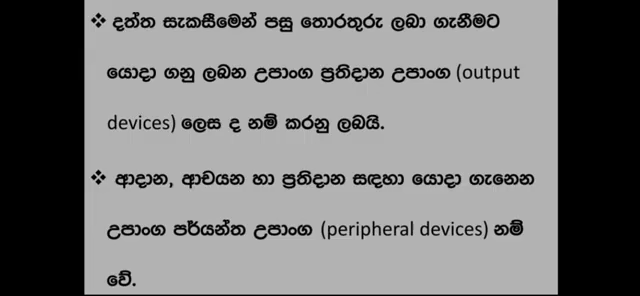 ❖ දත්ත සැකසීමෙන් පසු තොරතුරු ලබා ගැනීමට
යොදා ගනු ලබන උපාංග ප්‍රතිදාන උපාංග (output
devices) ලෙස ද නම් කරනු ලබයි.
❖ ආදාන, ආචයන හා ප්‍රතිදාන සඳහා යොදා ගැනෙන
උපාංග පර්යන්ත උපාංග (peripheral devices) නම්
වේ.